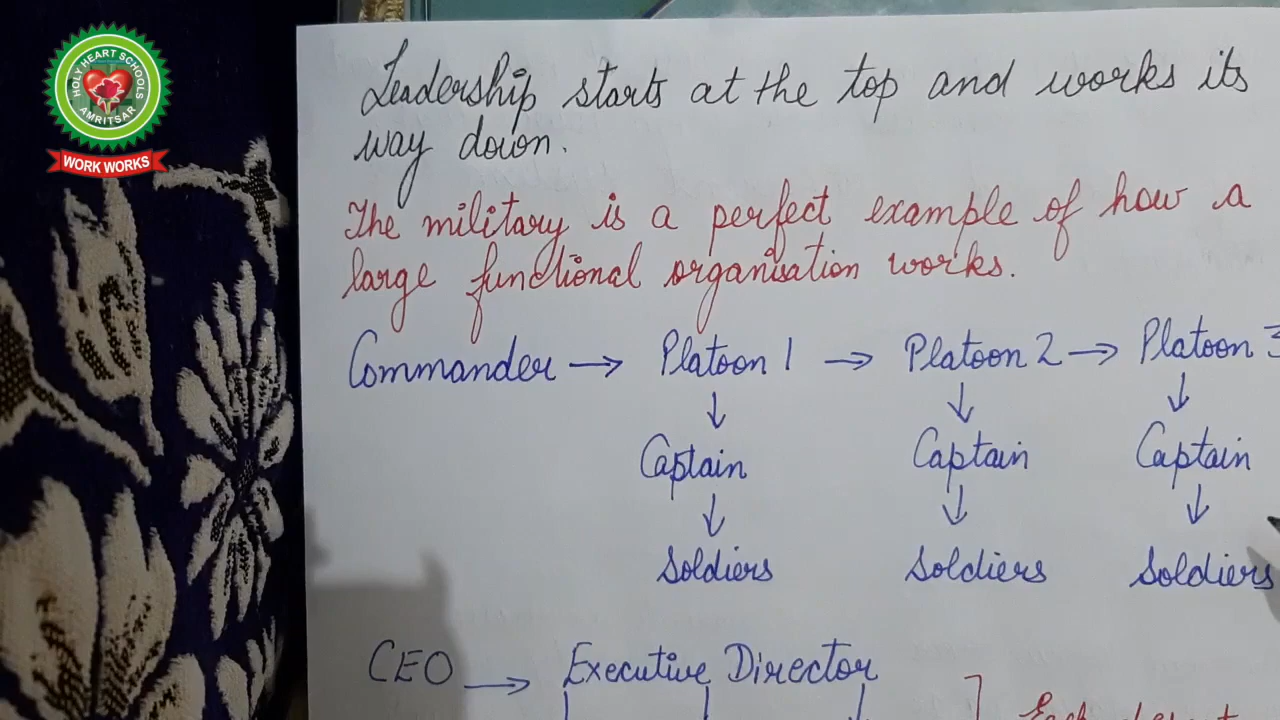 HOLY HEART SCHOOLS
AMRITSAR
WORK WORKS
Leadership starts at the top and works its
way down.
The military is a perfect example of how a
large functional organisation works.
Commander → Platoon 1 → Platoon 2 → Platoon 3
↓ ↓ ↓
Captain Captain Captain
↓ ↓ ↓
Soldiers Soldiers Soldiers
CEO → Executive Director
Each